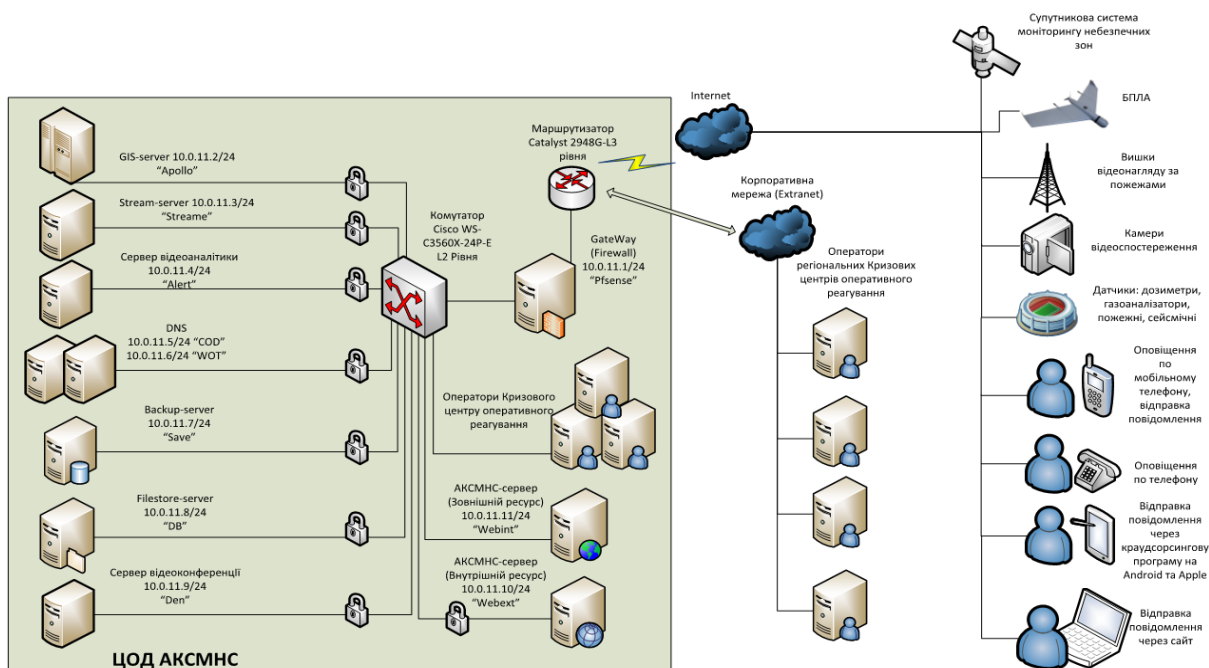 Супутникова система
моніторингу небезпечних
зон
Internet
БПЛА
Маршрутизатор
Catalyst 2948G-L3
рівня
GIS-server 10.0.11.2/24
“Apollo”
Вишки
відеонагляду за
пожежами
Корпоративна
мережа (Extranet)
Stream-server 10.0.11.3/24
“Streame”
Комутатор
Cisco WS-
C3560X-24P-E
L2 Рівня
GateWay
(Firewall)
10.0.11.1/24
“Pfsense”
Камери
відеоспостереження
Оператори
регіональних Кризових
центрів оперативного
реагування
Сервер відеоаналітики
10.0.11.4/24
“Alert”
Датчики: дозиметри,
газоаналізатори,
пожежні, сейсмічні
DNS
10.0.11.5/24 “COD”
10.0.11.6/24 “WOT”
Оповіщення
по
мобільному
телефону,
відправка
повідомлення
Оператори Кризового
центру оперативного
реагування
Backup-server
10.0.11.7/24
“Save”
Оповіщення
по телефону
АКСМНС-сервер
(Зовнішній ресурс)
10.0.11.11/24
“Webint”
Filestore-server
10.0.11.8/24
“DB”
Відправка
повідомлення
через
краудсорсингову
програму на
Android та Apple
АКСМНС-сервер
(Внутрішній ресурс)
10.0.11.10/24
“Webext”
Сервер відеоконференції
10.0.11.9/24
“Den”
Відправка
повідомлення
через сайт
ЦОД АКСМНС